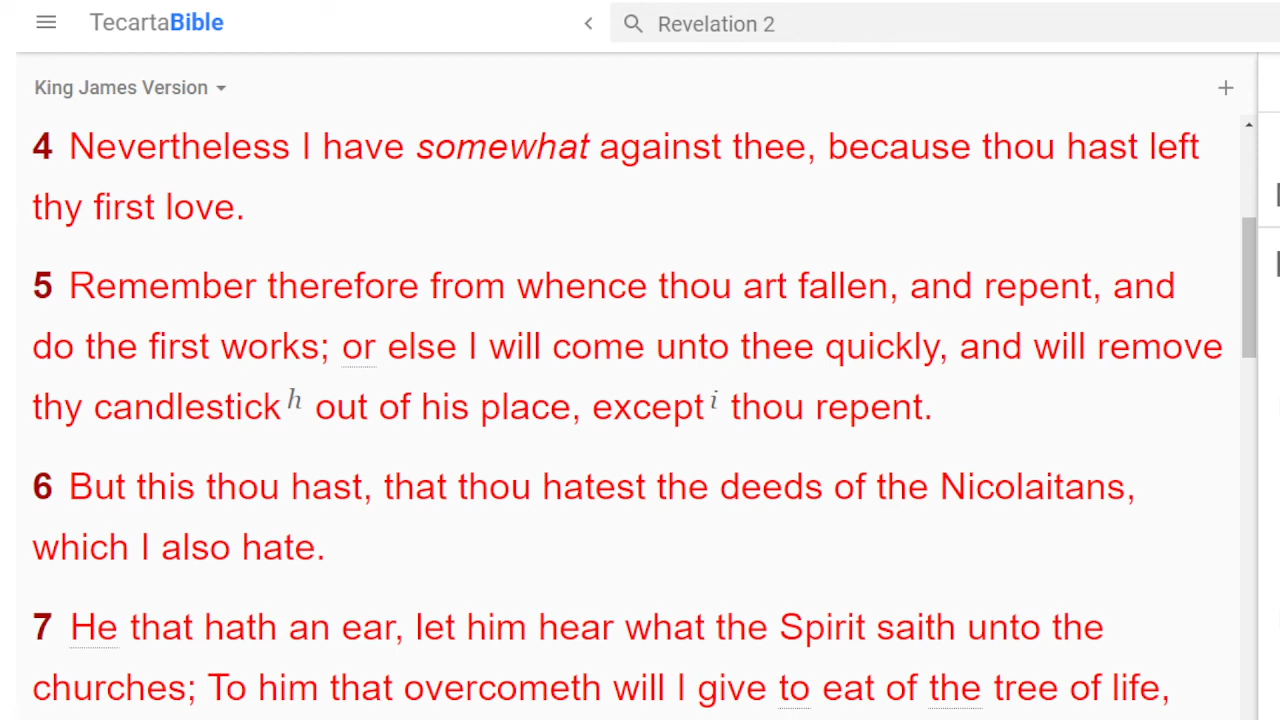 TecartaBible
Revelation 2
King James Version
4 Nevertheless I have somewhat against thee, because thou hast left
thy first love.
5 Remember therefore from whence thou art fallen, and repent, and
do the first works; or else I will come unto thee quickly, and will remove
thy candlestick h out of his place, except i thou repent.
6 But this thou hast, that thou hatest the deeds of the Nicolaitans,
which I also hate.
7 He that hath an ear, let him hear what the Spirit saith unto the
churches; To him that overcometh will I give to eat of the tree of life,